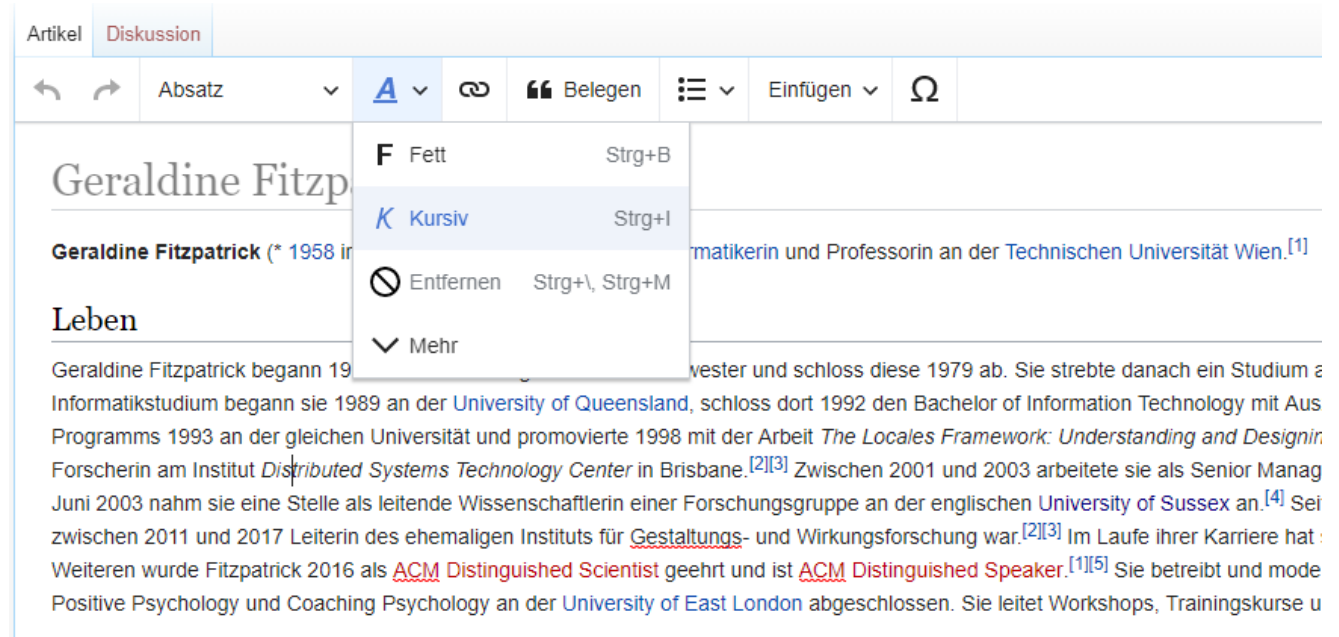 Artikel Diskussion
Absatz A Belegen Einfügen Ω
F Fett Strg+B
Geraldine Fitzp
K Kursiv Strg+I
Geraldine Fitzpatrick (* 1958 in rmatikerin und Professorin an der Technischen Universität Wien.[1]
Entfernen Strg+\, Strg+M
Leben
Mehr
Geraldine Fitzpatrick begann 19 wester und schloss diese 1979 ab. Sie strebte danach ein Studium a
Informatikstudium begann sie 1989 an der University of Queensland, schloss dort 1992 den Bachelor of Information Technology mit Aus
Programms 1993 an der gleichen Universität und promovierte 1998 mit der Arbeit The Locales Framework: Understanding and Designin
Forscherin am Institut Distributed Systems Technology Center in Brisbane.[2][3] Zwischen 2001 und 2003 arbeitete sie als Senior Manag
Juni 2003 nahm sie eine Stelle als leitende Wissenschaftlerin einer Forschungsgruppe an der englischen University of Sussex an.[4] Sei
zwischen 2011 und 2017 Leiterin des ehemaligen Instituts für Gestaltungs- und Wirkungsforschung war.[2][3] Im Laufe ihrer Karriere hat
Weiteren wurde Fitzpatrick 2016 als ACM Distinguished Scientist geehrt und ist ACM Distinguished Speaker.[1][5] Sie betreibt und mode
Positive Psychology und Coaching Psychology an der University of East London abgeschlossen. Sie leitet Workshops, Trainingskurse u